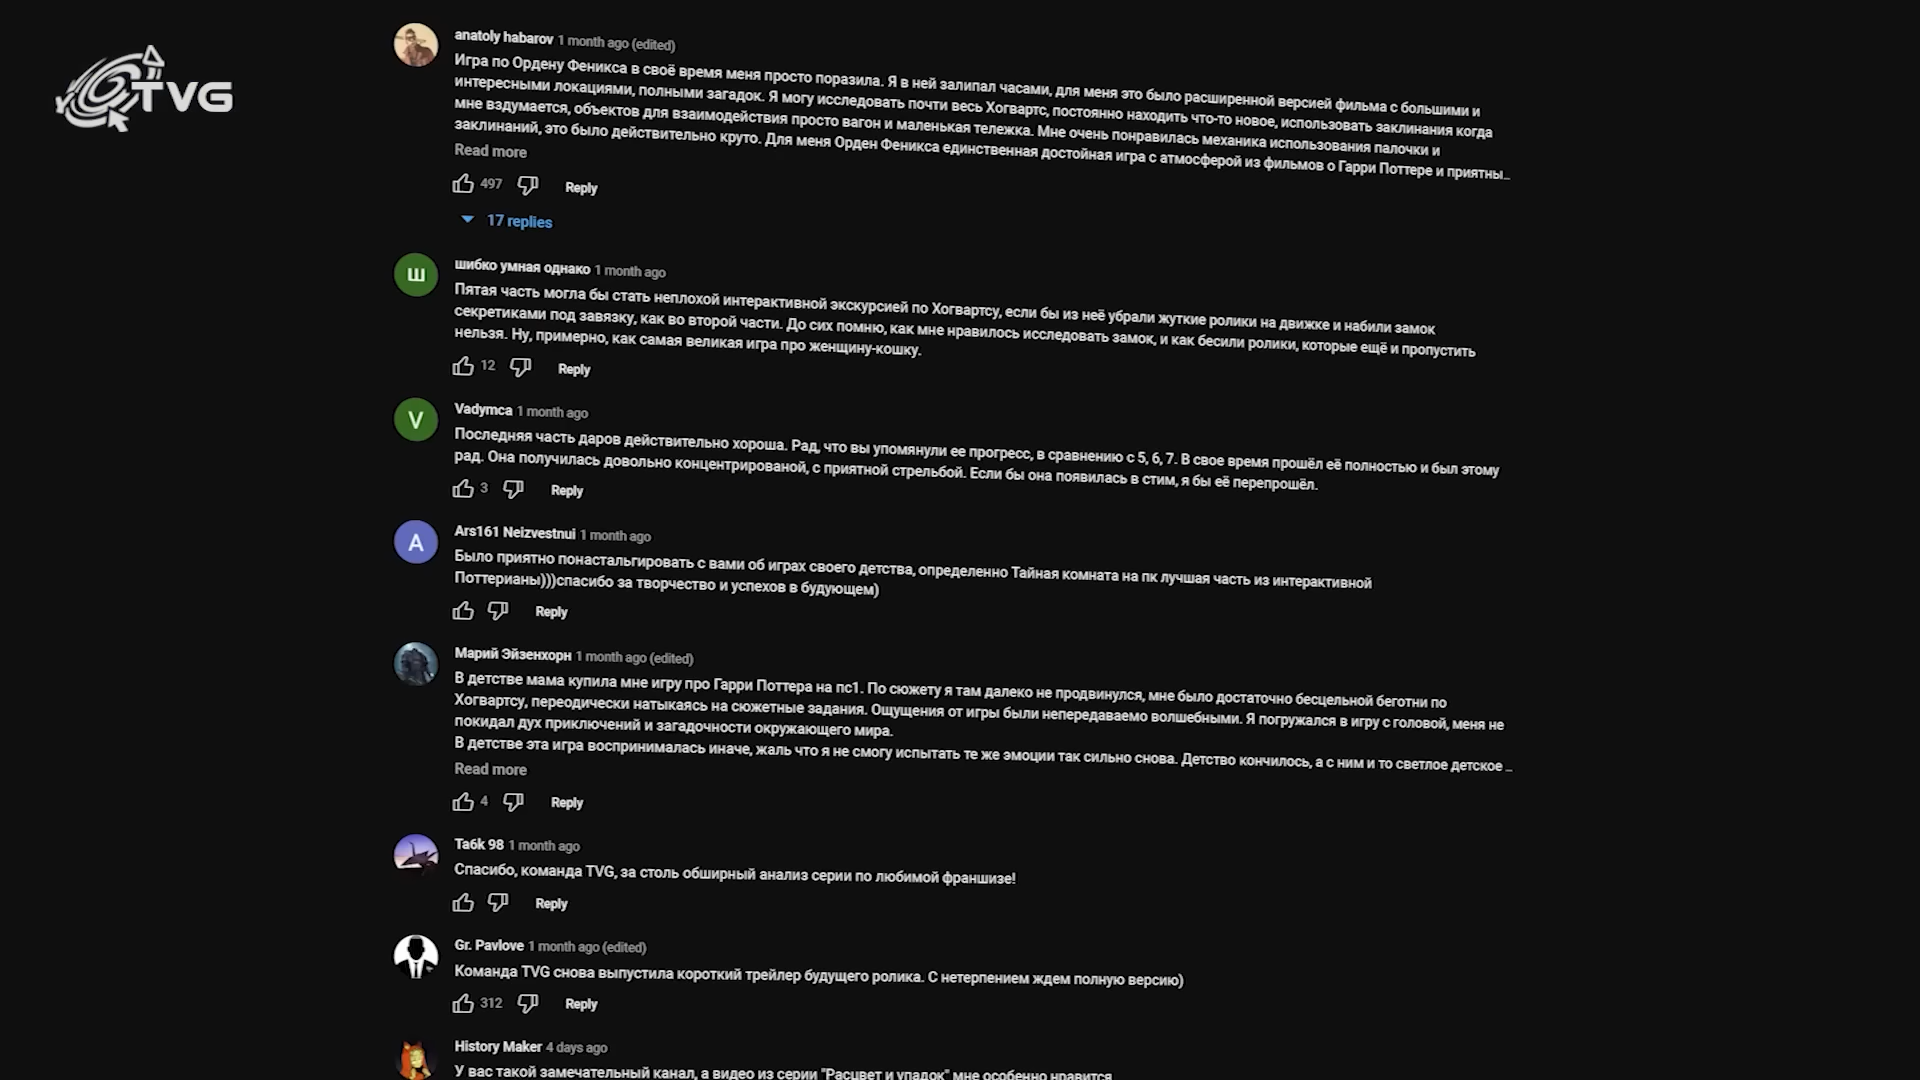 TVG
anatoly habarov 1 month ago (edited)
Игра по Ордену Феникса в своё время меня просто поразила. Я в ней залипал часами, для меня это было расширенной версией фильма с большими и
интересными локациями, полными загадок. Я могу исследовать почти весь Хогвартс, постоянно находить что-то новое, использовать заклинания когда
мне вздумается, объектов для взаимодействия просто вагон и маленькая тележка. Мне очень понравилась механика использования палочки и
заклинаний, это было действительно круто. Для меня Орден Феникса единственная достойная игра с атмосферой из фильмов о Гарри Поттере и приятны...
Read more
497 Reply
17 replies
Ш
шибко умная однако 1 month ago
Пятая часть могла бы стать неплохой интерактивной экскурсией по Хогвартсу, если бы из неё убрали жуткие ролики на движке и набили замок
секретиками под завязку, как во второй части. До сих помню, как мне нравилось исследовать замок, и как бесили ролики, которые ещё и пропустить
нельзя. Ну, примерно, как самая великая игра про женщину-кошку.
12 Reply
V
Vadymca 1 month ago
Последняя часть даров действительно хороша. Рад, что вы упомянули ее прогресс, в сравнению с 5, 6, 7. В свое время прошёл её полностью и был этому
рад. Она получилась довольно концентрированой, с приятной стрельбой. Если бы она появилась в стим, я бы её перепрошёл.
3 Reply
A
Ars161 Neizvestnui 1 month ago
Было приятно понастальгировать с вами об играх своего детства, определенно Тайная комната на пк лучшая часть из интерактивной
Поттерианы)))спасибо за творчество и успехов в будующем)
Reply
Марий Эйзенхорн 1 month ago (edited)
В детстве мама купила мне игру про Гарри Поттера на пс1. По сюжету я там далеко не продвинулся, мне было достаточно бесцельной беготни по
Хогвартсу, переодически натыкаясь на сюжетные задания. Ощущения от игры были непередаваемо волшебными. Я погружался в игру с головой, меня не
покидал дух приключений и загадочности окружающего мира.
В детстве эта игра воспринималась иначе, жаль что я не смогу испытать те же эмоции так сильно снова. Детство кончилось, а с ним и то светлое детское ...
Read more
4 Reply
Ta6k 98 1 month ago
Спасибо, команда TVG, за столь обширный анализ серии по любимой франшизе!
Reply
Gr. Pavlove 1 month ago (edited)
Команда TVG снова выпустила короткий трейлер будущего ролика. С нетерпением ждем полную версию)
312 Reply
History Maker 4 days ago
У вас такой замечательный канал, а видео из серии "Расцвет и упадок" мне особенно нравится